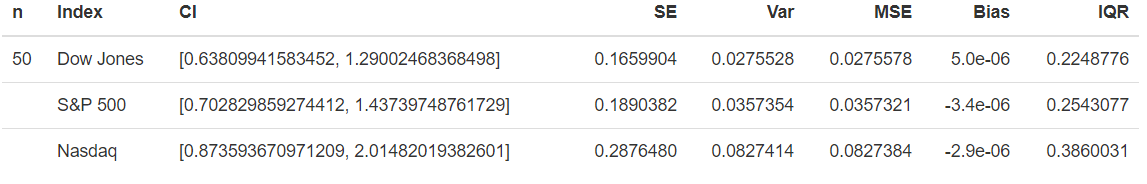 n Index CI SE Var MSE Bias IQR
50 Dow Jones [0.63809941583452, 1.29002468368498] 0.1659904 0.0275528 0.0275578 5.0e-06 0.2248776
S&P 500 [0.702829859274412, 1.43739748761729] 0.1890382 0.0357354 0.0357321 -3.4e-06 0.2543077
Nasdaq [0.873593670971209, 2.01482019382601] 0.2876480 0.0827414 0.0827384 -2.9e-06 0.3860031